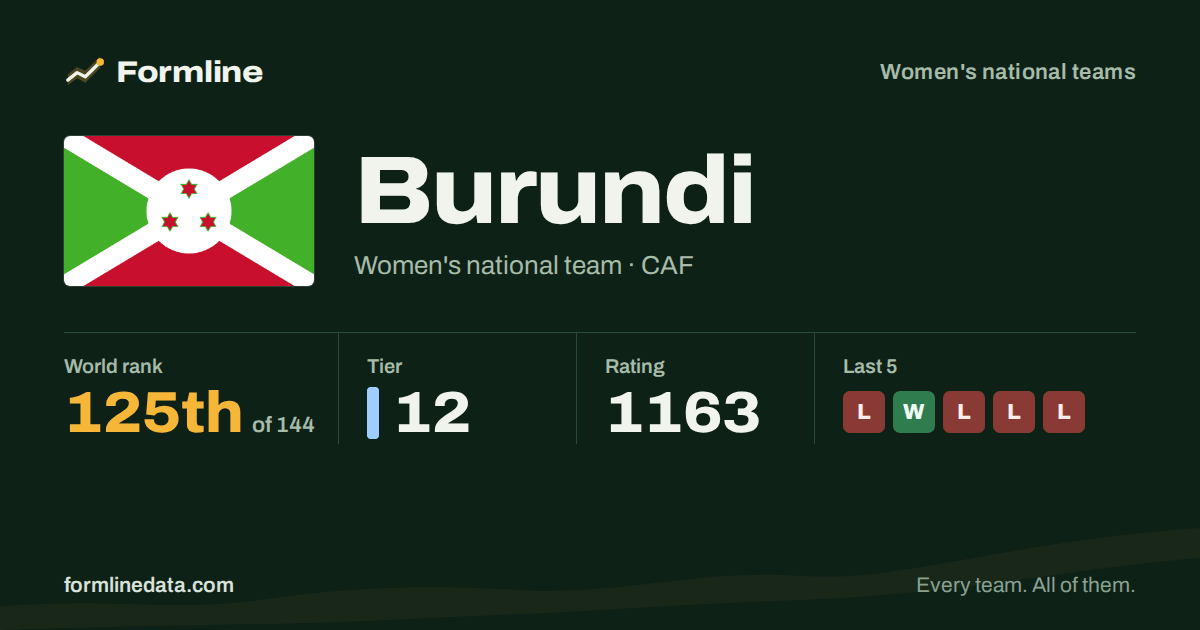 Formline
Women's national teams
Burundi
Women's national team · CAF
World rank
125th of 144
Tier
12
Rating
1163
Last 5
L W L L L
formlinedata.com
Every team. All of them.